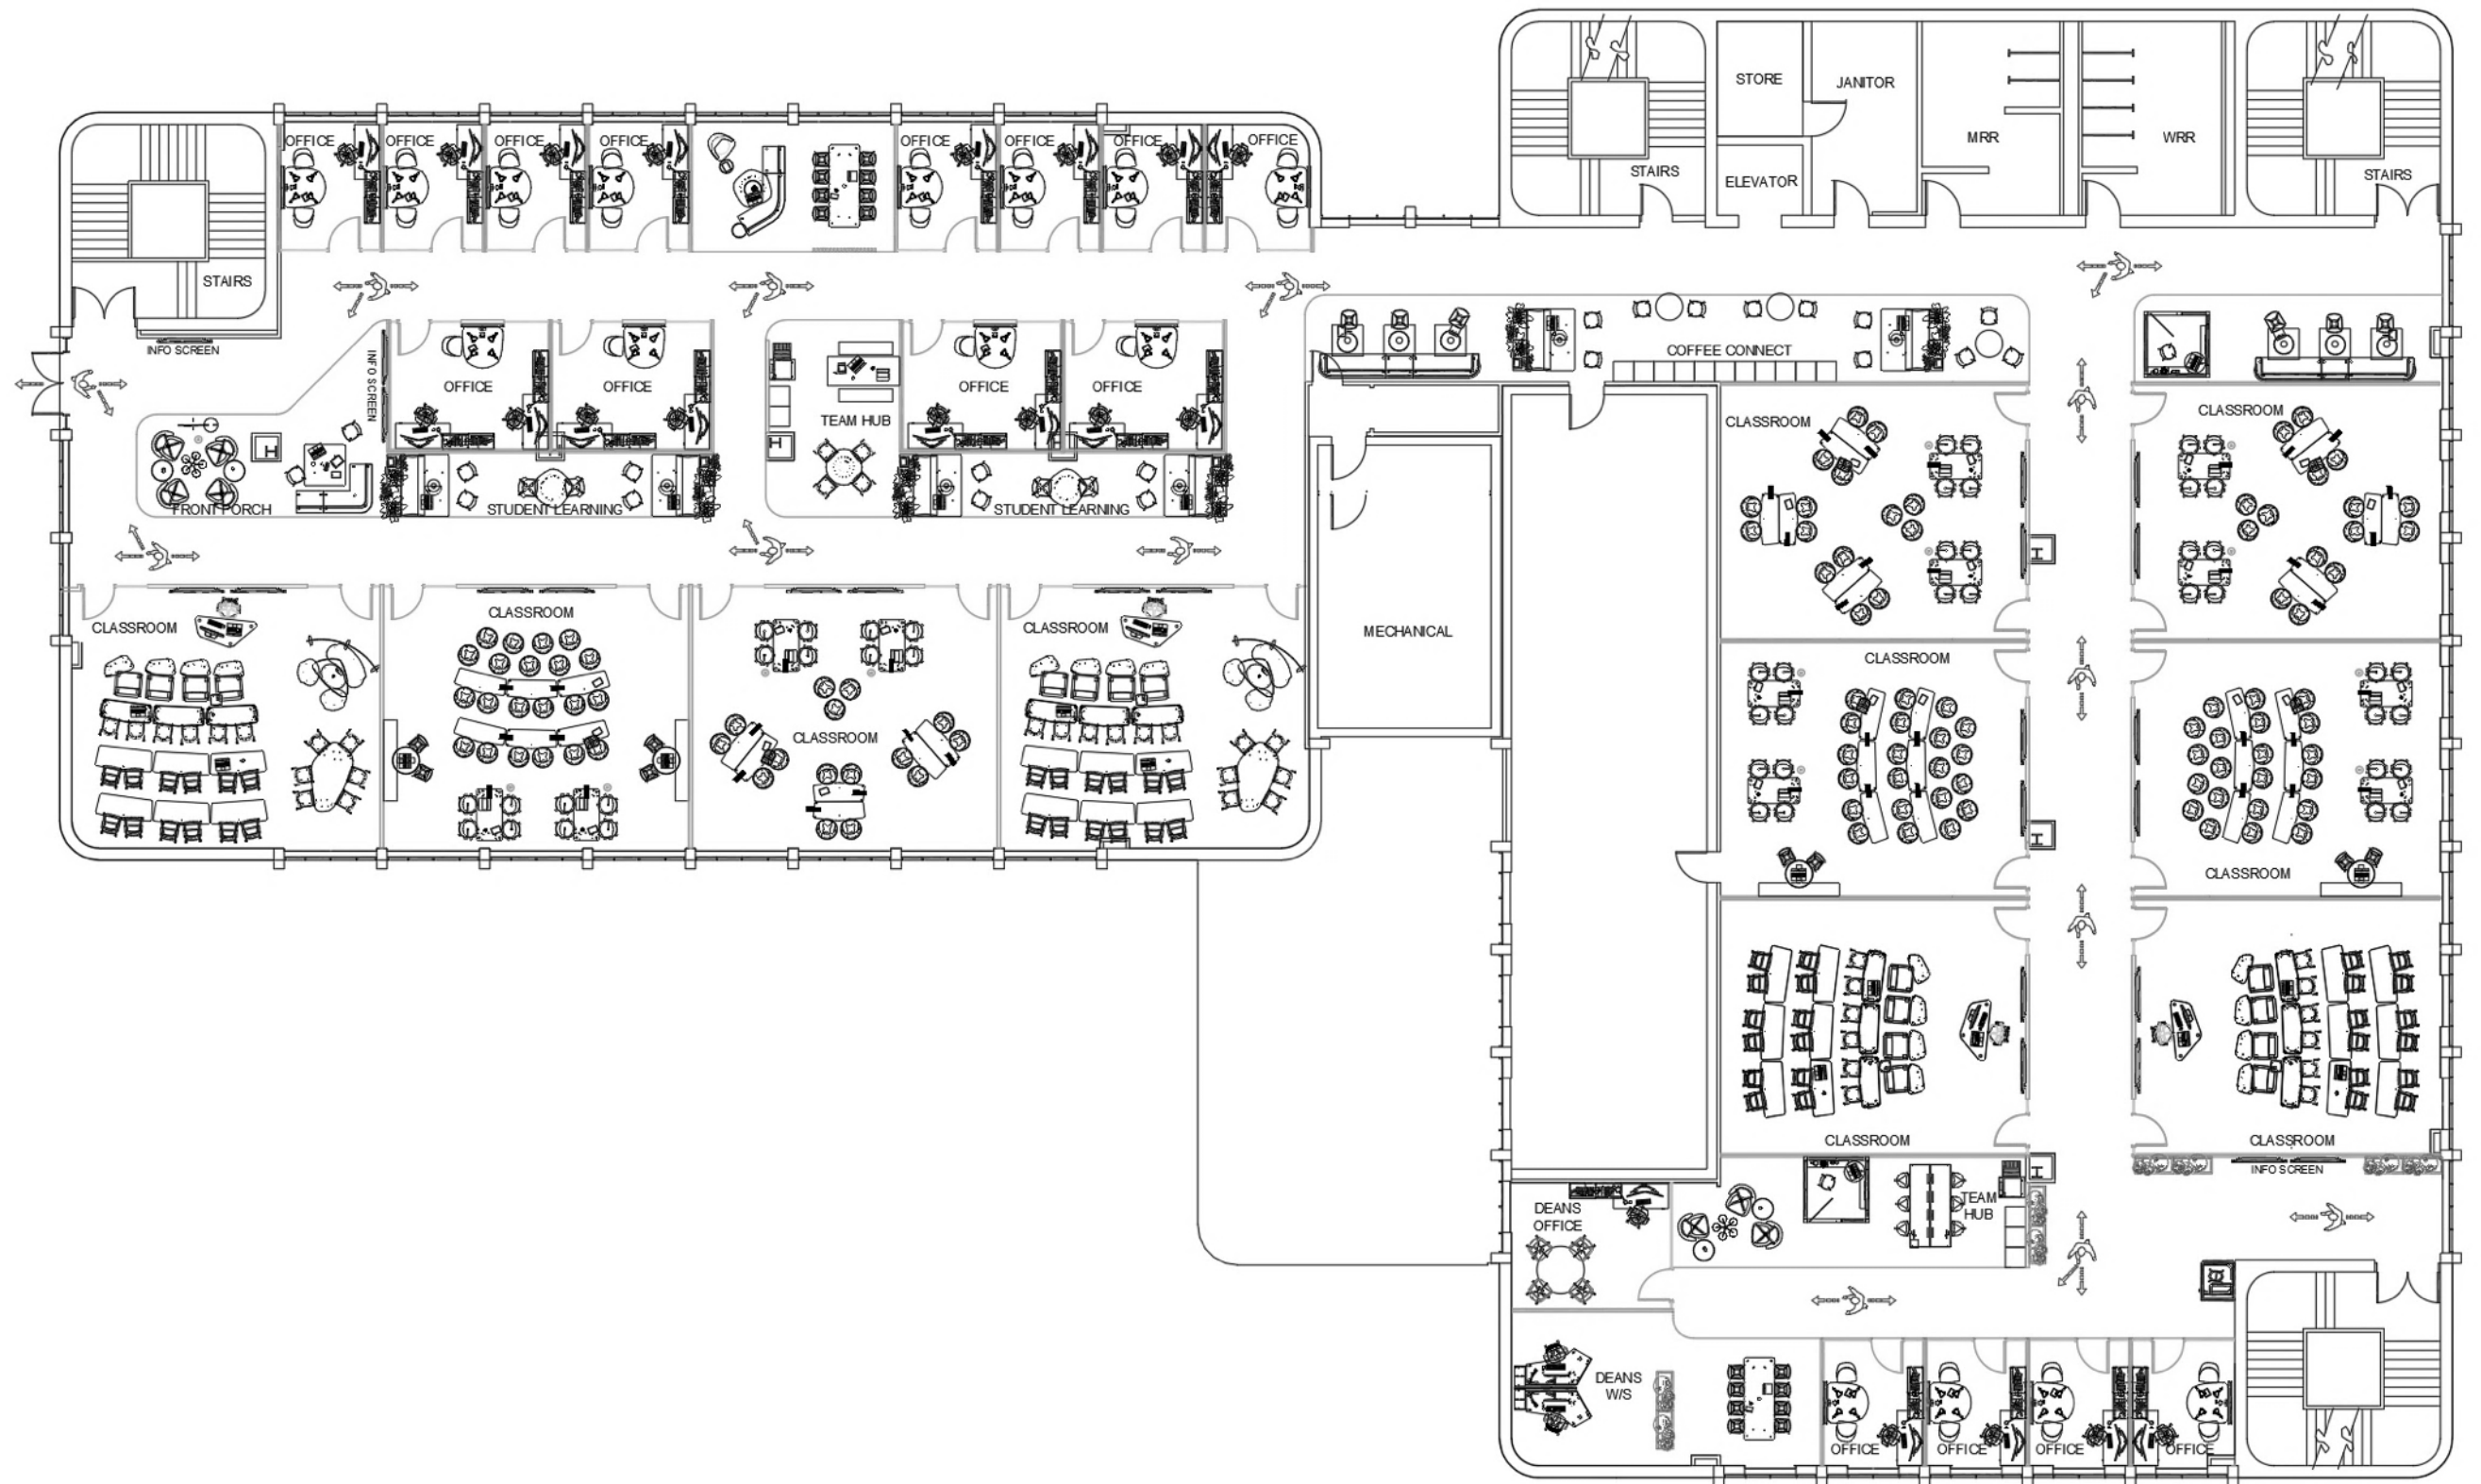 STORE
JANITOR
MRR
WRR
STAIRS
ELEVATOR
STAIRS
OFFICE
OFFICE
OFFICE
OFFICE
OFFICE
OFFICE
OFFICE
OFFICE
STAIRS
INFO SCREEN
INFO SCREEN
OFFICE
OFFICE
TEAM HUB
OFFICE
OFFICE
COFFEE CONNECT
FRONT PORCH
STUDENT LEARNING
STUDENT LEARNING
CLASSROOM
CLASSROOM
CLASSROOM
CLASSROOM
CLASSROOM
CLASSROOM
MECHANICAL
CLASSROOM
CLASSROOM
CLASSROOM
CLASSROOM
INFO SCREEN
DEANS
OFFICE
TEAM
HUB
DEANS
W/S
OFFICE
OFFICE
OFFICE
OFFICE